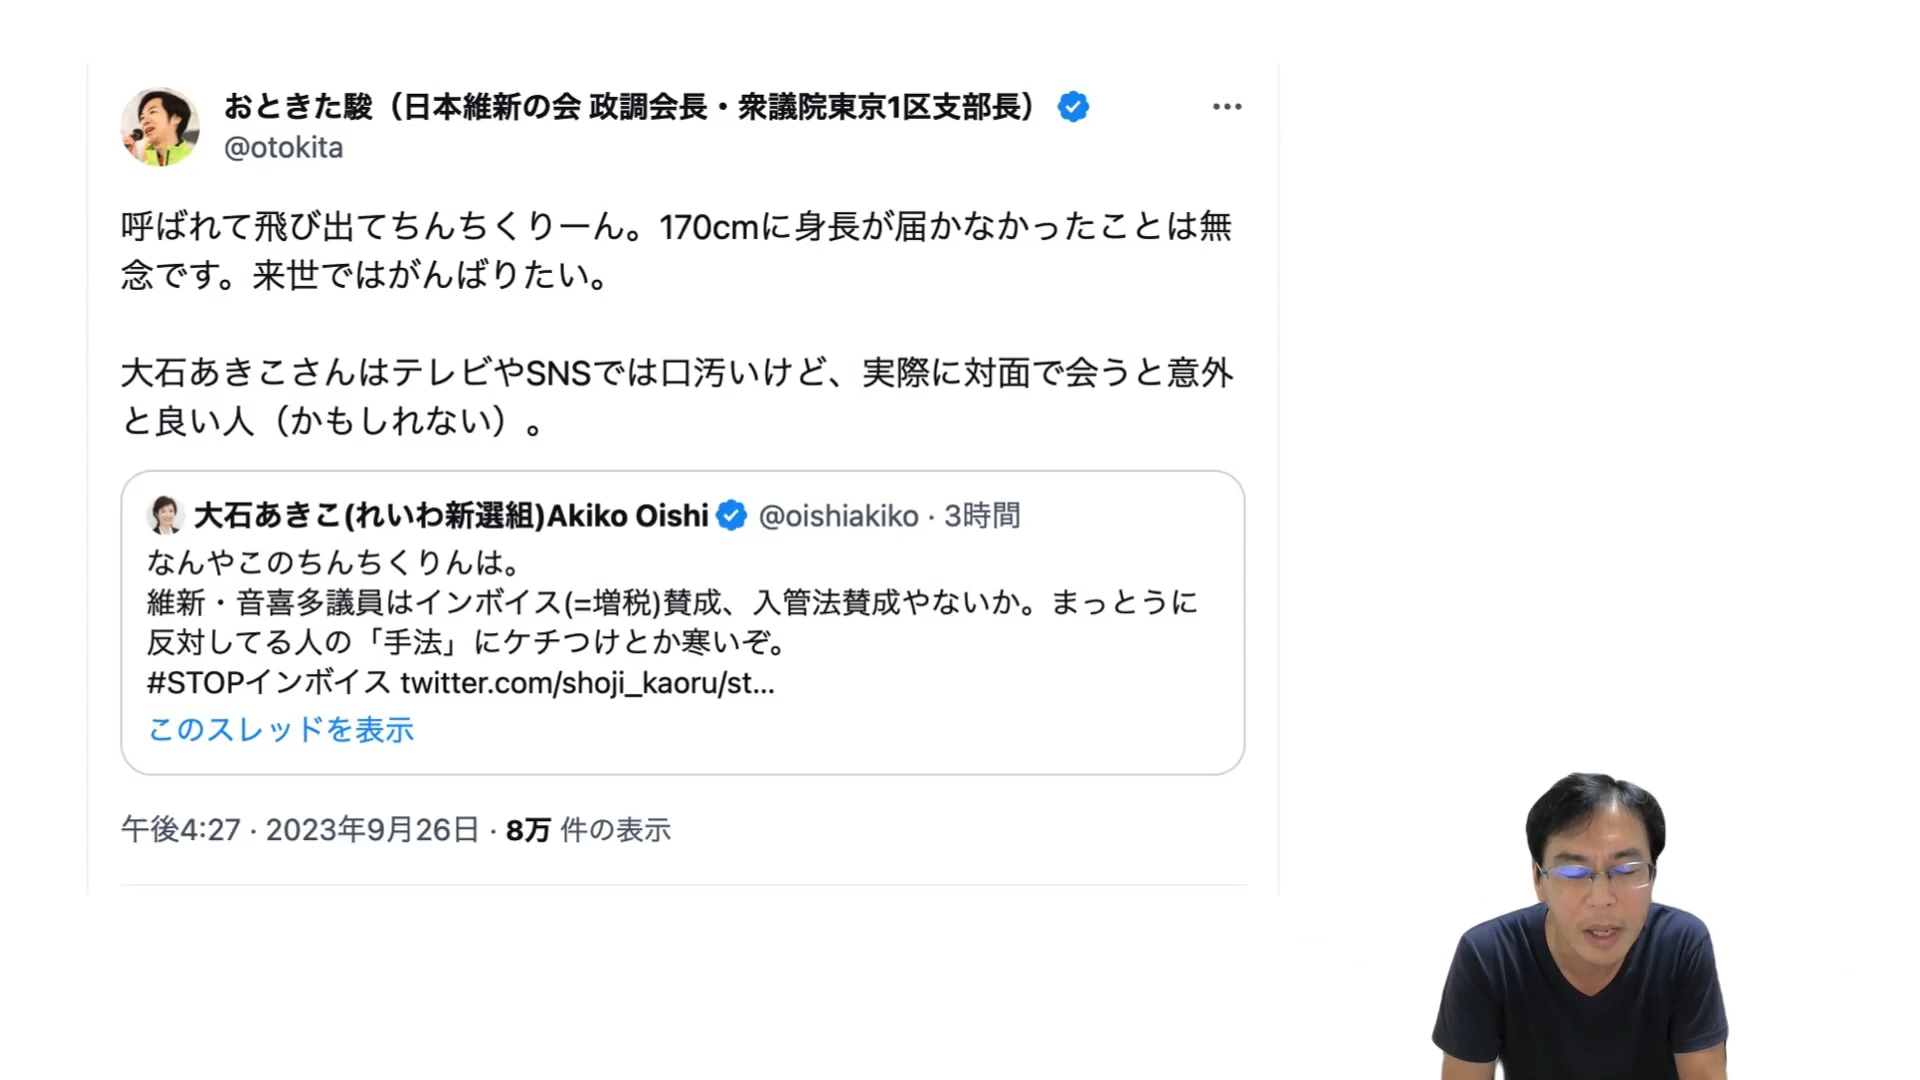 おときた駿（日本維新の会 政調会長・衆議院東京1区支部長）
@otokita
呼ばれて飛び出てちんちくりーん。170cmに身長が届かなかったことは無
念です。来世ではがんばりたい。
大石あきこさんはテレビやSNSでは口汚いけど、実際に対面で会うと意外
と良い人（かもしれない）。
大石あきこ(れいわ新選組)Akiko Oishi @oishiakiko · 3時間
なんやこのちんちくりんは。
維新・音喜多議員はインボイス(=増税)賛成、入管法賛成やないか。まっとうに
反対してる人の「手法」にケチつけとか寒いぞ。
#STOPインボイス twitter.com/shoji_kaoru/st...
このスレッドを表示
午後4:27 · 2023年9月26日 · 8万 件の表示